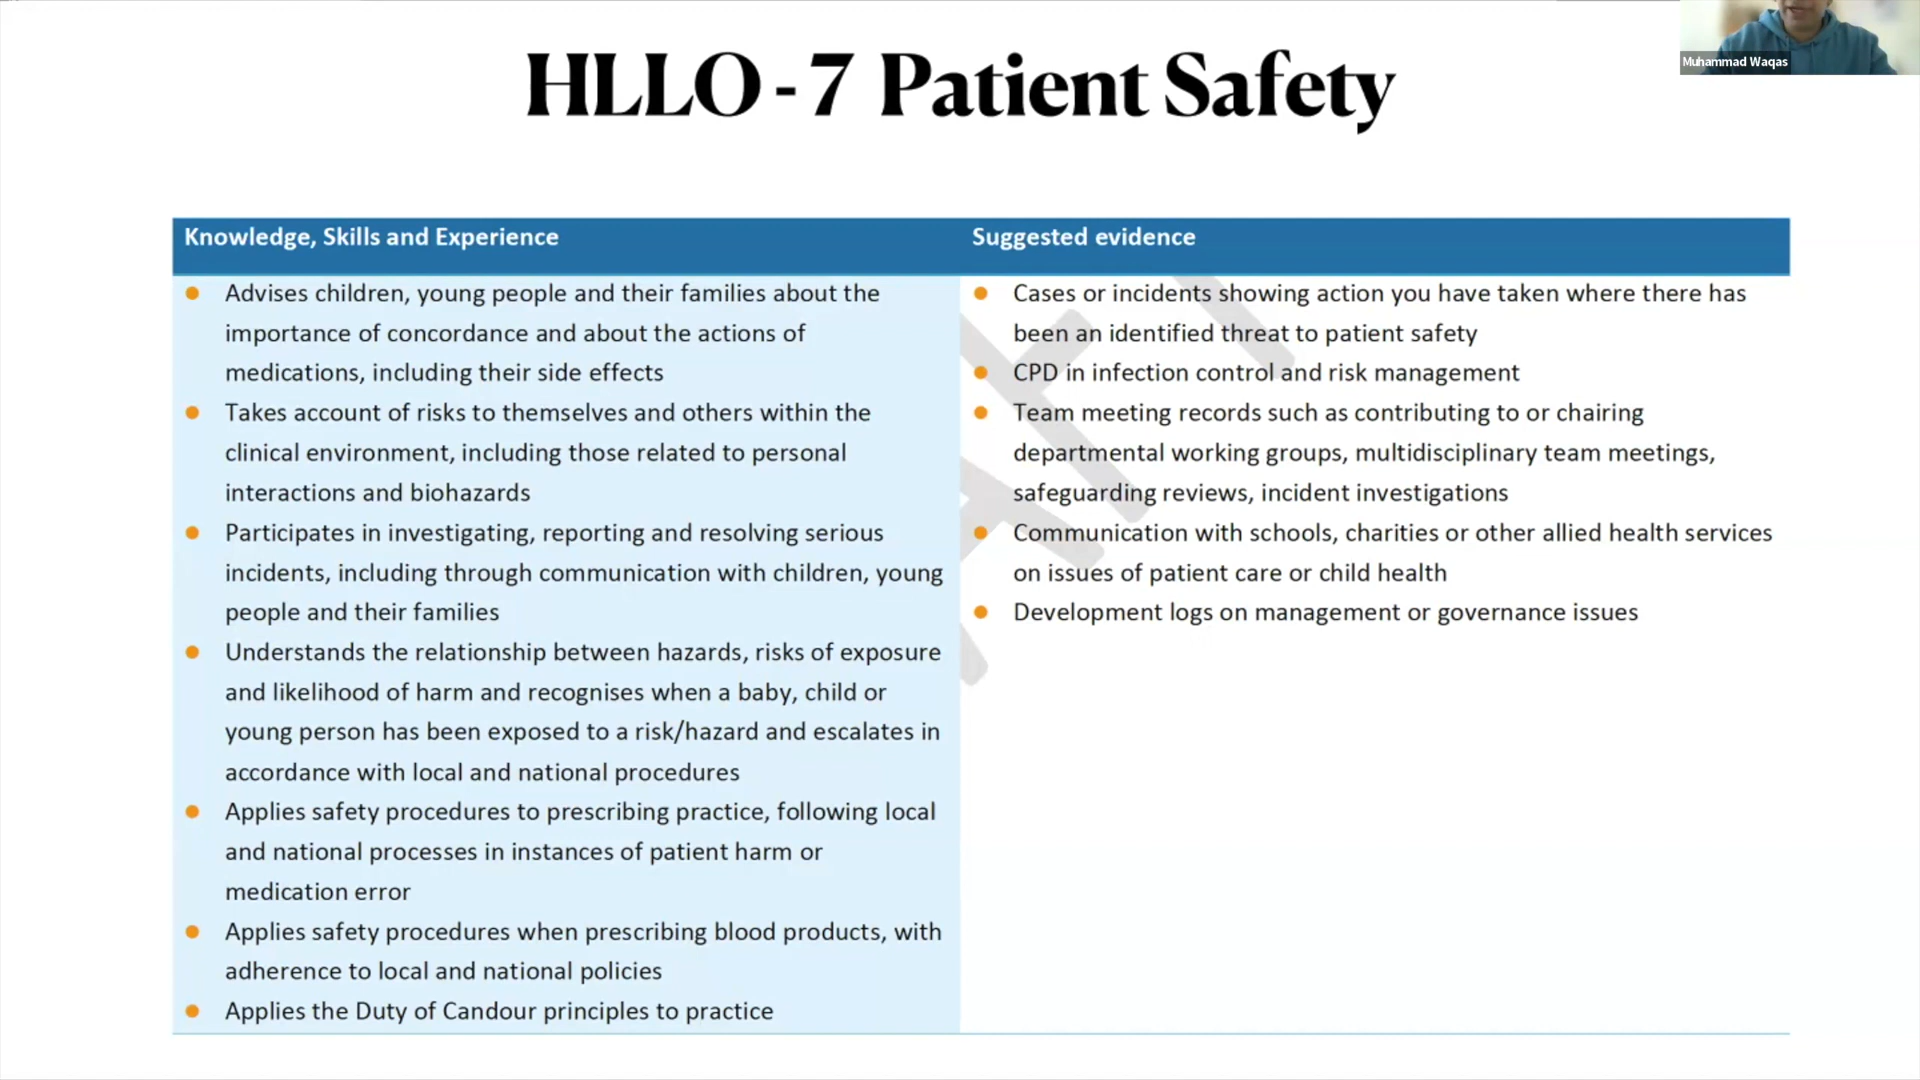 HLLO - 7 Patient Safety
Muhammad Waqas
Knowledge, Skills and Experience
Advises children, young people and their families about the
importance of concordance and about the actions of
medications, including their side effects
Takes account of risks to themselves and others within the
clinical environment, including those related to personal
interactions and biohazards
Participates in investigating, reporting and resolving serious
incidents, including through communication with children, young
people and their families
Understands the relationship between hazards, risks of exposure
and likelihood of harm and recognises when a baby, child or
young person has been exposed to a risk/hazard and escalates in
accordance with local and national procedures
Applies safety procedures to prescribing practice, following local
and national processes in instances of patient harm or
medication error
Applies safety procedures when prescribing blood products, with
adherence to local and national policies
Applies the Duty of Candour principles to practice
Suggested evidence
Cases or incidents showing action you have taken where there has
been an identified threat to patient safety
CPD in infection control and risk management
Team meeting records such as contributing to or chairing
departmental working groups, multidisciplinary team meetings,
safeguarding reviews, incident investigations
Communication with schools, charities or other allied health services
on issues of patient care or child health
Development logs on management or governance issues